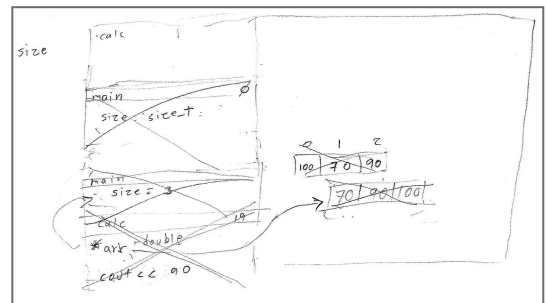 calc
size
main
0
size size_t =
0 1 2
100 70 90
main
size = 3
70 90 100
19
calc
*arr double
cout << 90